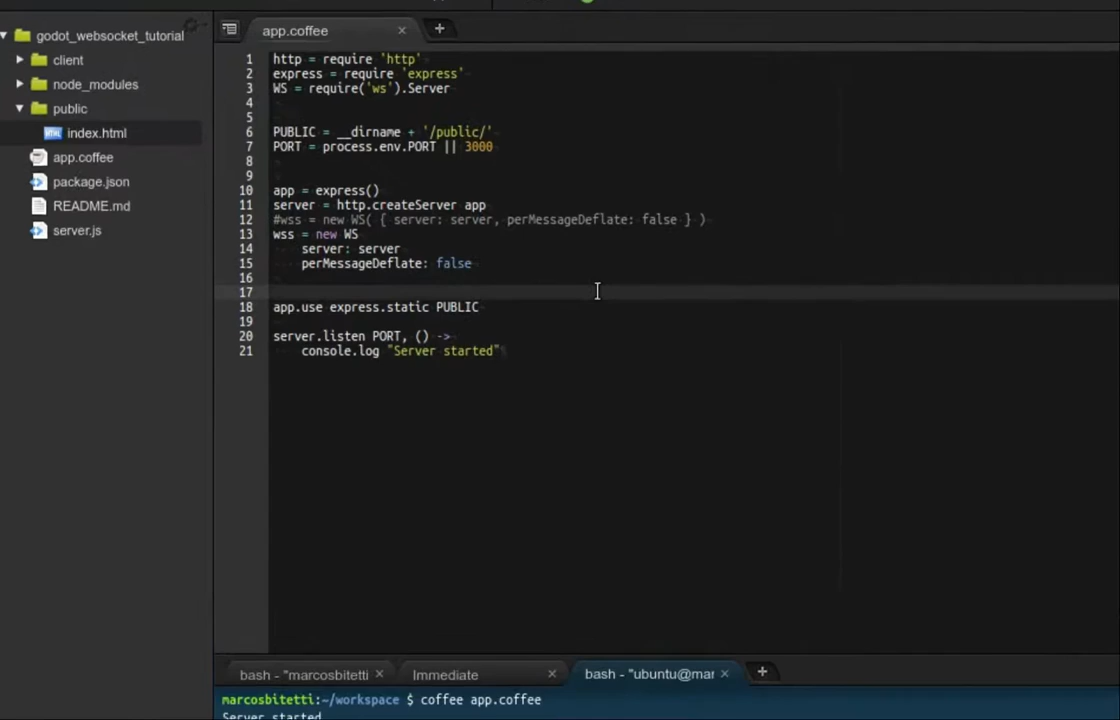 godot_websocket_tutorial
client
node_modules
public
index.html
app.coffee
package.json
README.md
server.js
app.coffee
1 http = require 'http'
2 express = require 'express'
3 WS = require('ws').Server
4
5
6 PUBLIC = __dirname + '/public/'
7 PORT = process.env.PORT || 3000
8
9
10 app = express()
11 server = http.createServer app
12 #wss = new WS( { server: server, perMessageDeflate: false } )
13 wss = new WS
14     server: server
15     perMessageDeflate: false
16
17
18 app.use express.static PUBLIC
19
20 server.listen PORT, () ->
21     console.log "Server started"
bash - "marcosbitetti
Immediate
bash - "ubuntu@mar
marcosbitetti:~/workspace $ coffee app.coffee
Server started